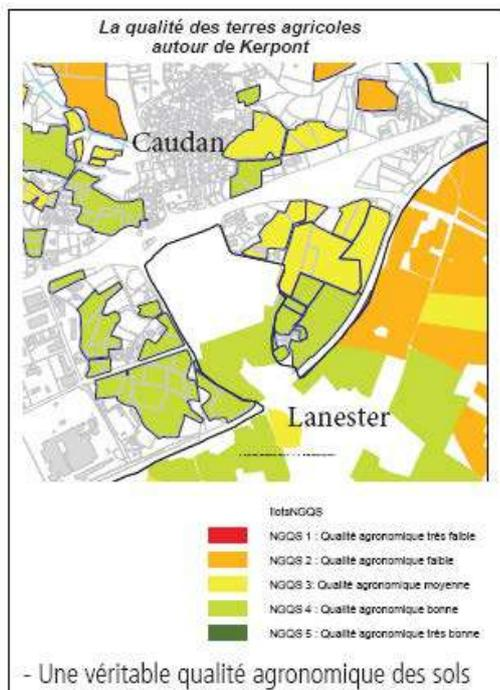 La qualité des terres agricoles
autour de Kerpont
Caudan
Lanester
IlotsNGQS
NGQS 1 : Qualité agronomique très faible
NGQS 2 : Qualité agronomique faible
NGQS 3: Qualité agronomique moyenne
NGQS 4 : Qualité agronomique bonne
NGQS 5 : Qualité agronomique très bonne
- Une véritable qualité agronomique des sols